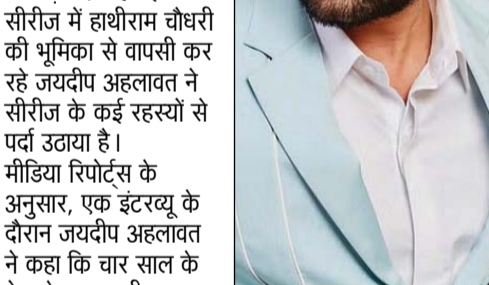 सीरीज में हाथीराम चौधरी
की भूमिका से वापसी कर
रहे जयदीप अहलावत ने
सीरीज के कई रहस्यों से
पर्दा उठाया है।
मीडिया रिपोर्ट्स के
अनुसार, एक इंटरव्यू के
दौरान जयदीप अहलावत
ने कहा कि चार साल के